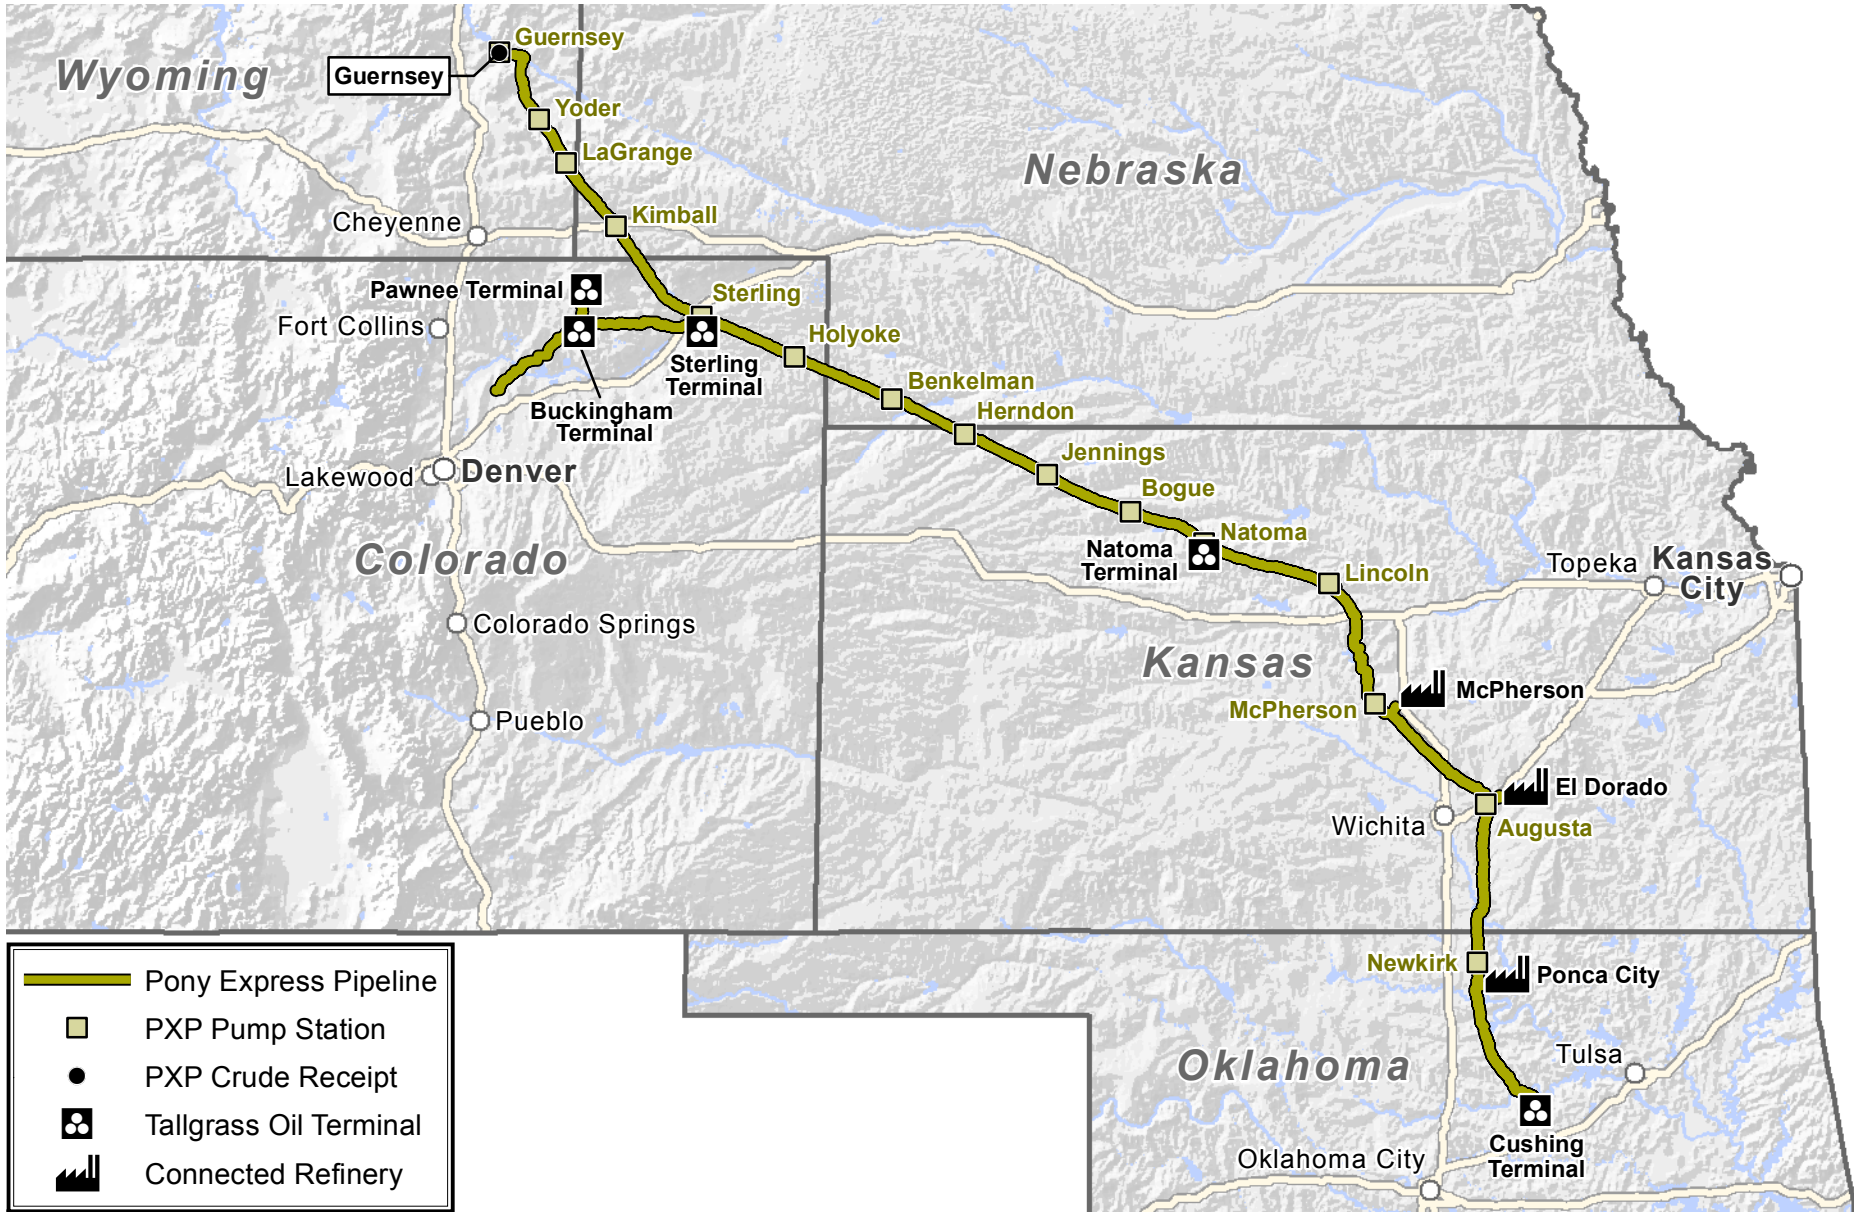 Guernsey
Wyoming
Guernsey
Yoder
LaGrange
Nebraska
Kimball
Cheyenne
Pawnee Terminal
Sterling
Fort Collins
Holyoke
Sterling
Terminal
Benkelman
Buckingham
Terminal
Herndon
Jennings
Lakewood
Denver
Bogue
Natoma
Natoma
Terminal
Colorado
Lincoln
Topeka
Kansas
City
Colorado Springs
Kansas
McPherson
McPherson
Pueblo
El Dorado
Wichita
Augusta
Newkirk
Ponca City
Oklahoma
Tulsa
Cushing
Terminal
Oklahoma City
Pony Express Pipeline
PXP Pump Station
PXP Crude Receipt
Tallgrass Oil Terminal
Connected Refinery